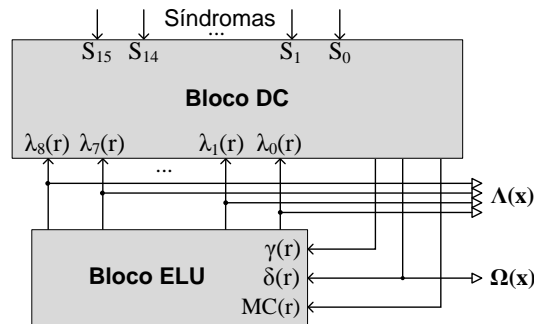 Síndromas
...
S₁₅ S₁₄ S₁ S₀
Bloco DC
λ₈(r) λ₇(r) λ₁(r) λ₀(r)
...
Λ(x)
γ(r)
Bloco ELU δ(r) Ω(x)
MC(r)